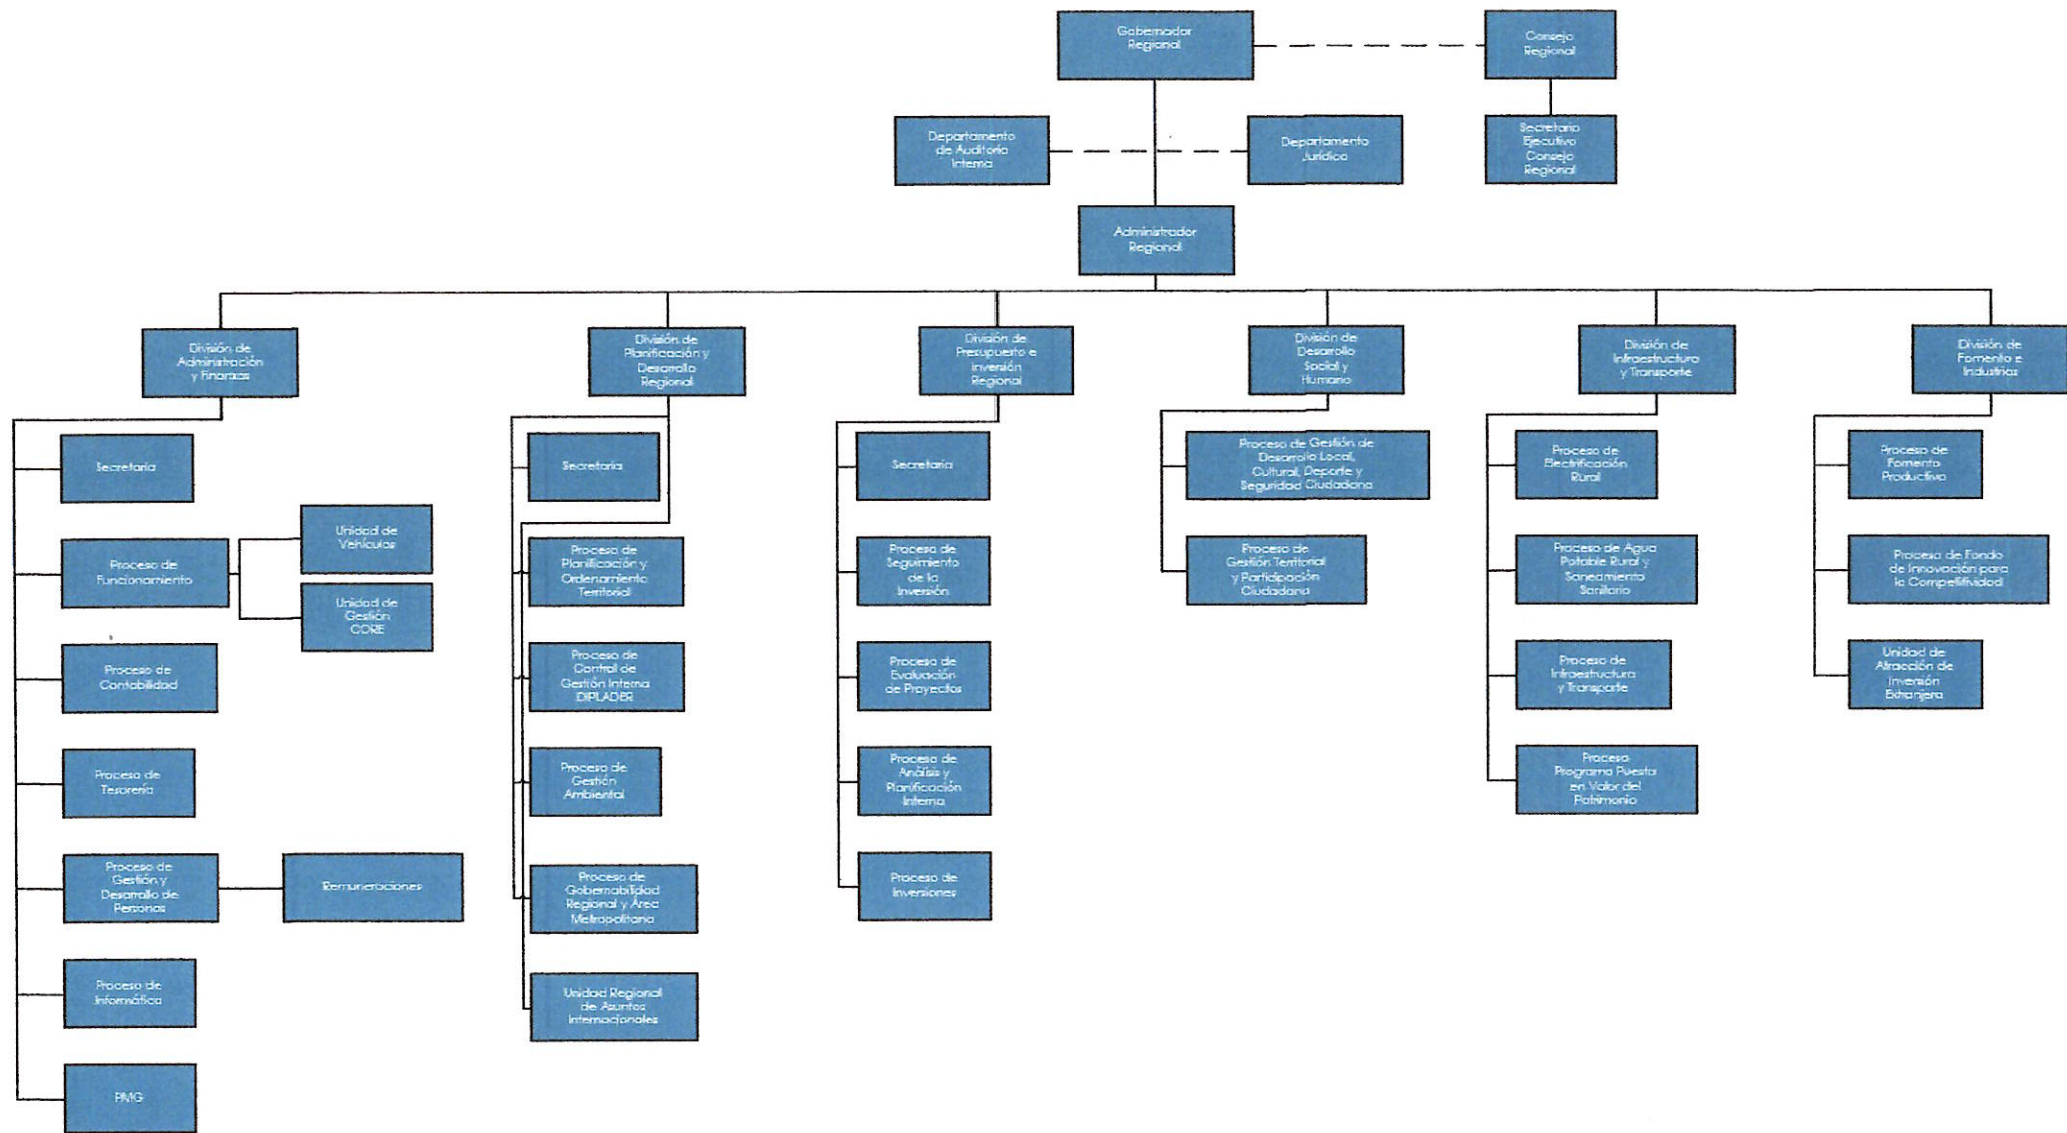 Gobernador
Regional
Consejo
Regional
Departamento
de Auditoría
Interna
Departamento
Jurídico
Secretario
Ejecutivo
Consejo
Regional
Administrador
Regional
División de
Administración
y Finanzas
División de
Planificación y
Desarrollo
Regional
División de
Presupuesto e
Inversión
Regional
División de
Desarrollo
Social y
Humano
División de
Infraestructura
y Transporte
División de
Fomento e
Industrias
Secretaria
Proceso de
Funcionamiento
Unidad de
Vehículos
Unidad de
Gestión
CORE
Proceso de
Contabilidad
Proceso de
Tesorería
Proceso de
Gestión y
Desarrollo de
Personas
Remuneraciones
Proceso de
Informática
PMG
Secretaria
Proceso de
Planificación y
Ordenamiento
Territorial
Proceso de
Control de
Gestión Interna
DIPLADER
Proceso de
Gestión
Ambiental
Proceso de
Gobernabilidad
Regional y Área
Metropolitana
Unidad Regional
de Asuntos
Internacionales
Secretaria
Proceso de
Seguimiento
de la
Inversión
Proceso de
Evaluación
de Proyectos
Proceso de
Análisis y
Planificación
Interna
Proceso de
Inversiones
Proceso de Gestión de
Desarrollo Local,
Cultural, Deporte y
Seguridad Ciudadana
Proceso de
Gestión Territorial
y Participación
Ciudadana
Proceso de
Electrificación
Rural
Proceso de Agua
Potable Rural y
Saneamiento
Sanitario
Proceso de
Infraestructura
y Transporte
Proceso
Programa Puesta
en Valor del
Patrimonio
Proceso de
Fomento
Productivo
Proceso de Fondo
de Innovación para
la Competitividad
Unidad de
Atracción de
Inversión
Extranjera